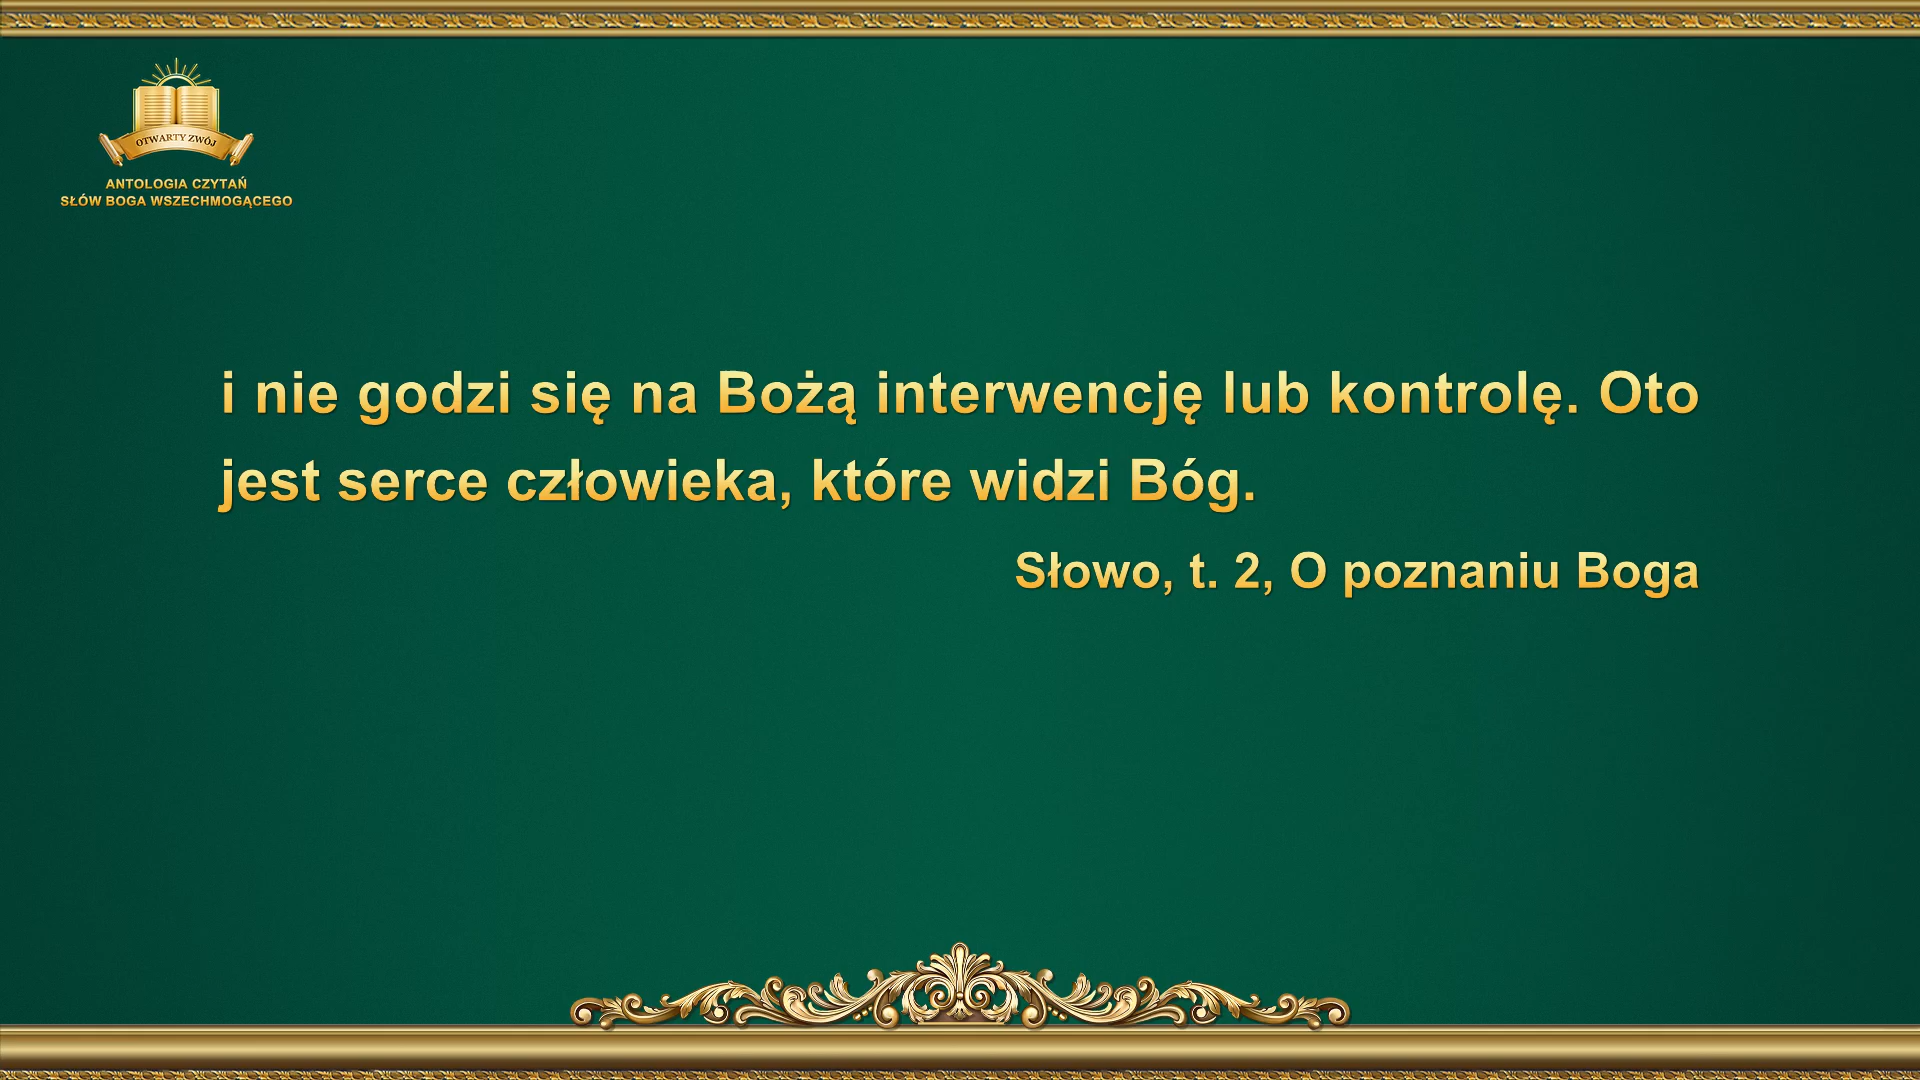 OTWARTY ZWÓJ
ANTOLOGIA CZYTAŃ
SŁÓW BOGA WSZECHMOGĄCEGO
i nie godzi się na Bożą interwencję lub kontrolę. Oto
jest serce człowieka, które widzi Bóg.
Słowo, t. 2, O poznaniu Boga